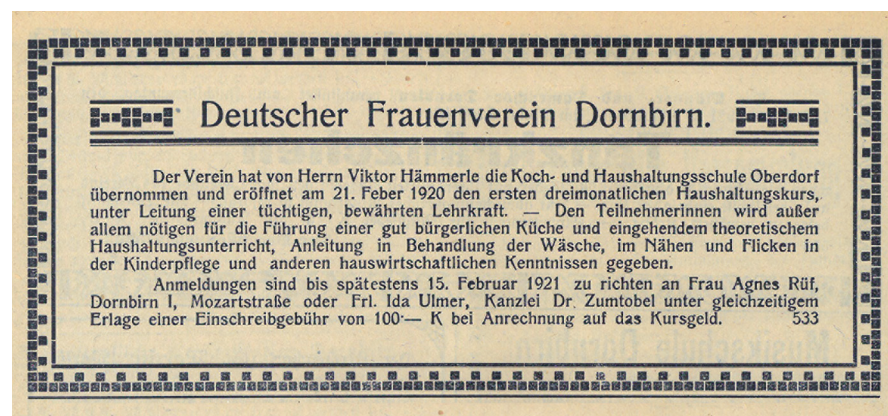 Deutscher Frauenverein Dornbirn.
Der Verein hat von Herrn Viktor Hämmerle die Koch- und Haushaltungsschule Oberdorf
übernommen und eröffnet am 21. Feber 1920 den ersten dreimonatlichen Haushaltungskurs,
unter Leitung einer tüchtigen, bewährten Lehrkraft. — Den Teilnehmerinnen wird außer
allem nötigen für die Führung einer gut bürgerlichen Küche und eingehendem theoretischem
Haushaltungsunterricht, Anleitung in Behandlung der Wäsche, im Nähen und Flicken in
der Kinderpflege und anderen hauswirtschaftlichen Kenntnissen gegeben.
Anmeldungen sind bis spätestens 15. Februar 1921 zu richten an Frau Agnes Rüf,
Dornbirn I, Mozartstraße oder Frl. Ida Ulmer, Kanzlei Dr. Zumtobel unter gleichzeitigem
Erlage einer Einschreibgebühr von 100·— K bei Anrechnung auf das Kursgeld. 533